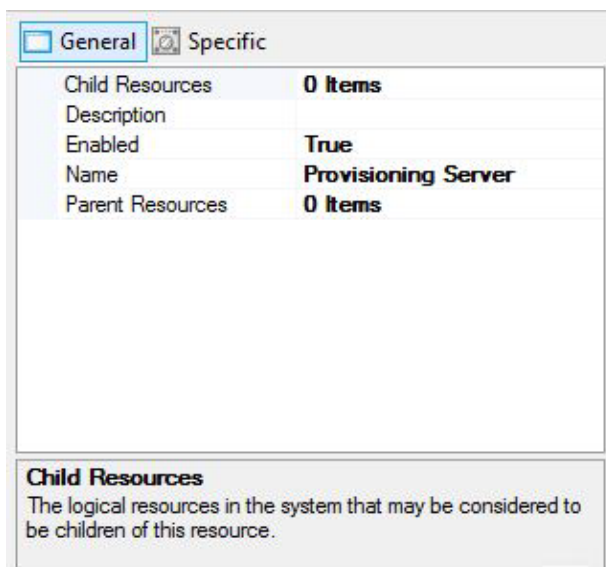 General Specific
Child Resources 0 Items
Description
Enabled True
Name Provisioning Server
Parent Resources 0 Items
Child Resources
The logical resources in the system that may be considered to
be children of this resource.